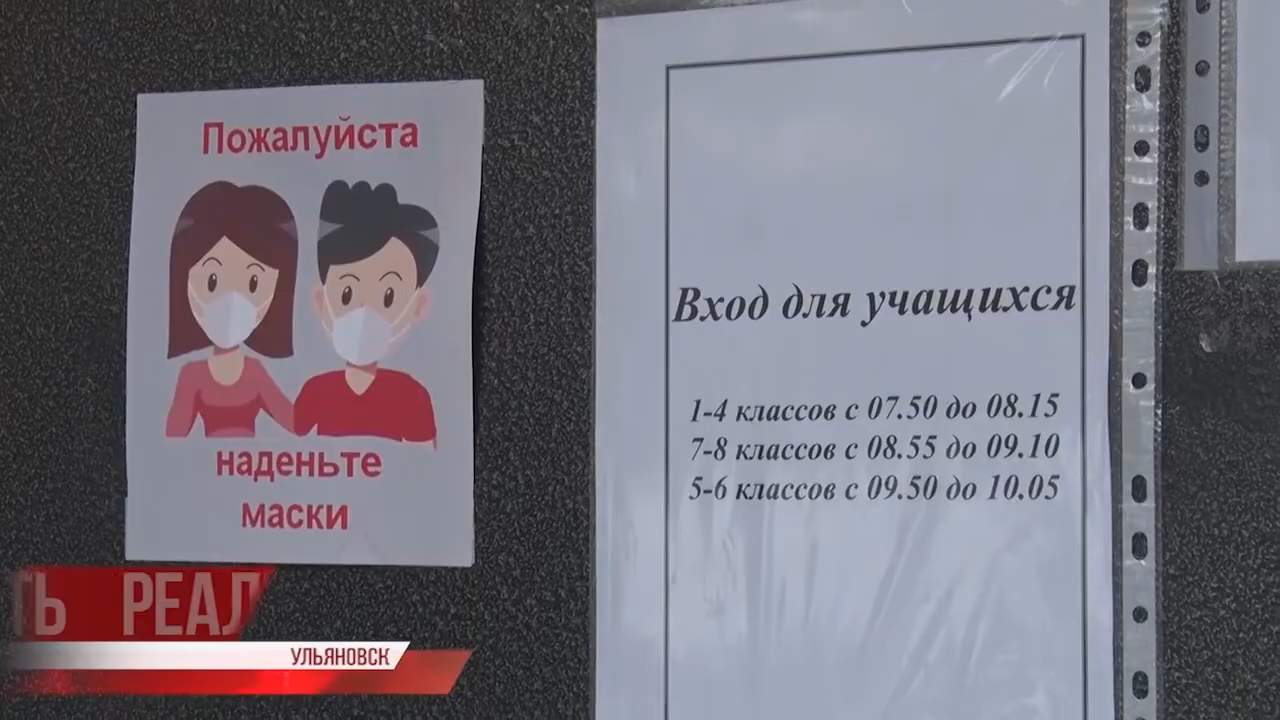 Пожалуйста
наденьте
маски
Вход для учащихся
1-4 классов с 07.50 до 08.15
7-8 классов с 08.55 до 09.10
5-6 классов с 09.50 до 10.05
УЛЬЯНОВСК